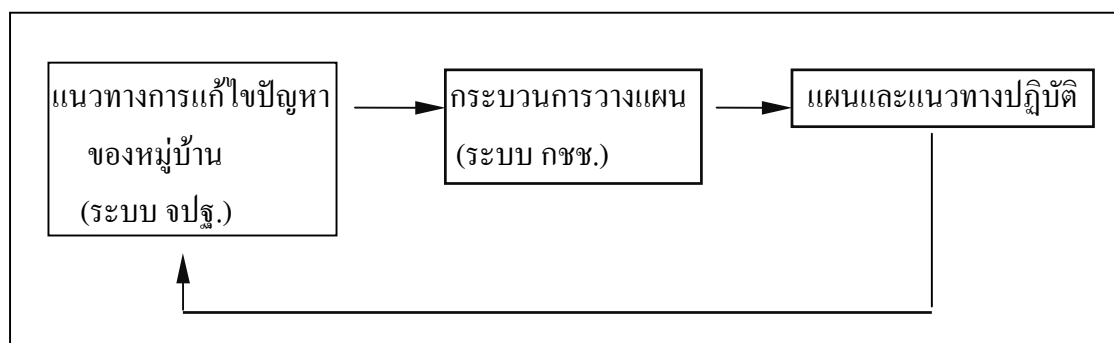 แนวทางการแก้ไขปัญหา
ของหมู่บ้าน
(ระบบ จปฐ.)
กระบวนการวางแผน
(ระบบ กชช.)
แผนและแนวทางปฏิบัติ